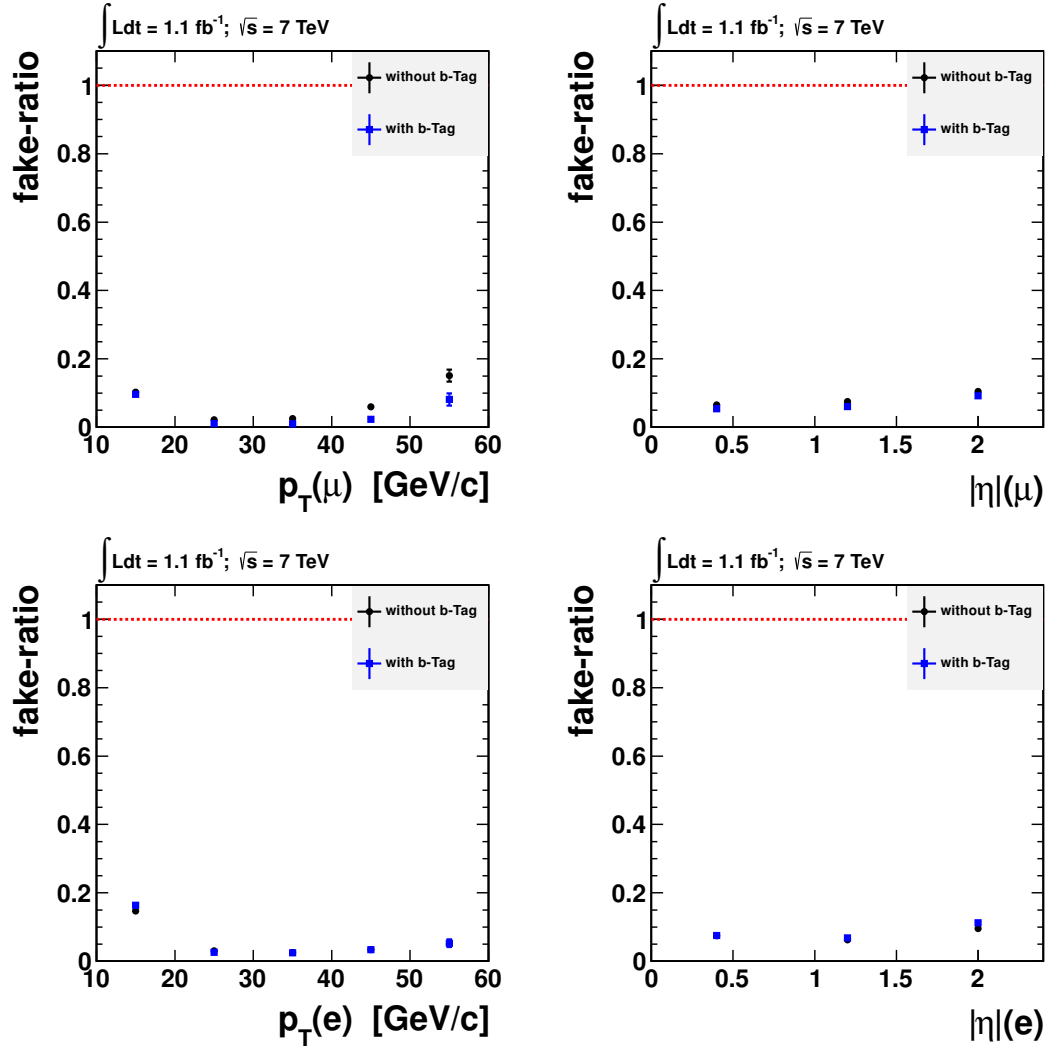 ∫ Ldt = 1.1 fb⁻¹; √s = 7 TeV
fake-ratio
1
0.8
0.6
0.4
0.2
0
without b-Tag
with b-Tag
10 20 30 40 50 60
p_T(μ) [GeV/c]
∫ Ldt = 1.1 fb⁻¹; √s = 7 TeV
fake-ratio
1
0.8
0.6
0.4
0.2
0
without b-Tag
with b-Tag
0 0.5 1 1.5 2
|η|(μ)
∫ Ldt = 1.1 fb⁻¹; √s = 7 TeV
fake-ratio
1
0.8
0.6
0.4
0.2
0
without b-Tag
with b-Tag
10 20 30 40 50 60
p_T(e) [GeV/c]
∫ Ldt = 1.1 fb⁻¹; √s = 7 TeV
fake-ratio
1
0.8
0.6
0.4
0.2
0
without b-Tag
with b-Tag
0 0.5 1 1.5 2
|η|(e)